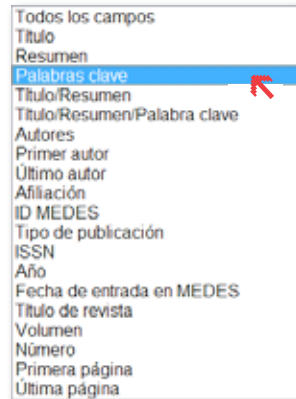 Todos los campos
Título
Resumen
Palabras clave
Título/Resumen
Título/Resumen/Palabra clave
Autores
Primer autor
Último autor
Afiliación
ID MEDES
Tipo de publicación
ISSN
Año
Fecha de entrada en MEDES
Título de revista
Volumen
Número
Primera página
Última página